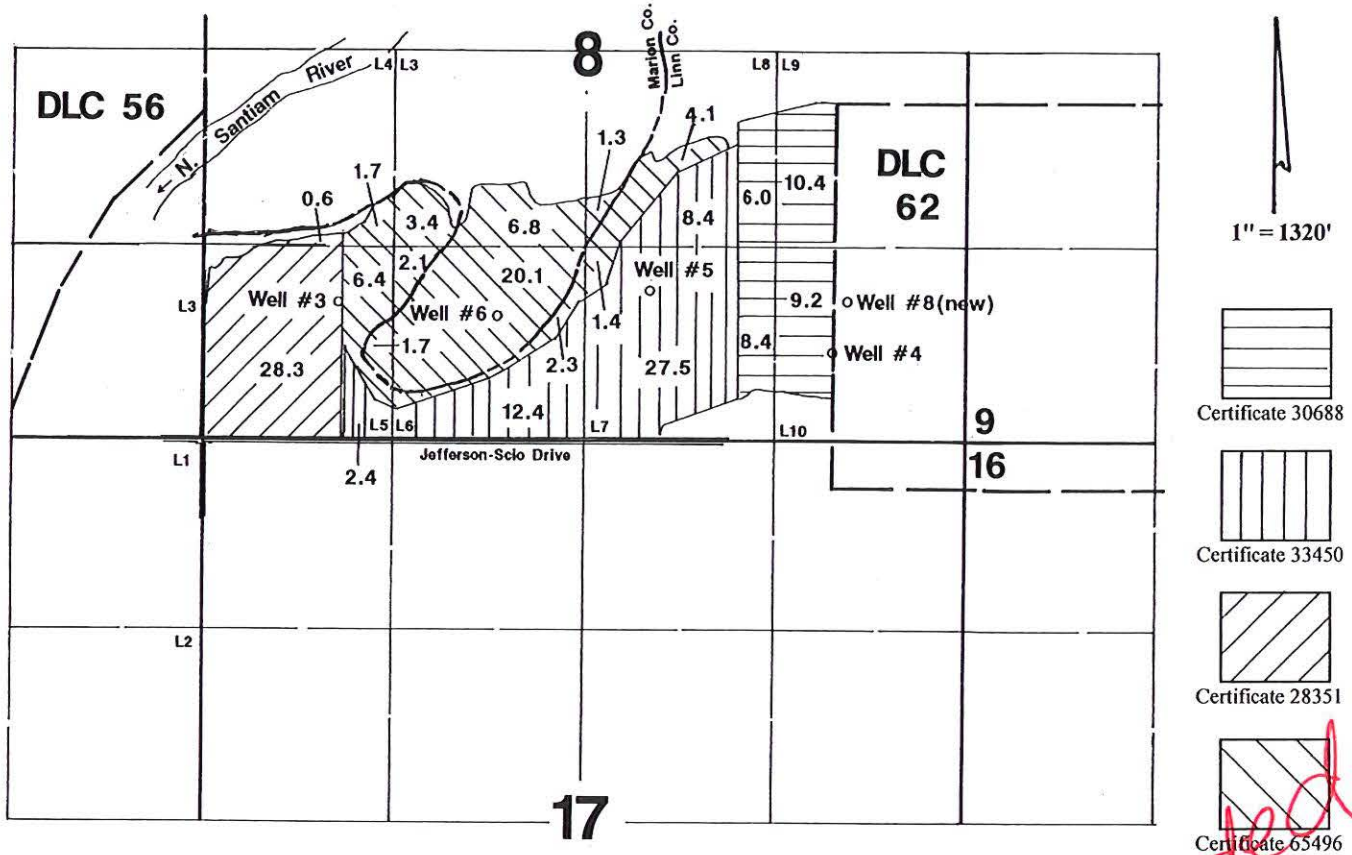 8
Marion Co.
Linn Co.
L4 L3
L8 L9
DLC 56
N. Santiam River
4.1
1.3
1.7
0.6
DLC
62
10.4
6.0
3.4
6.8
8.4
1" = 1320'
2.1
20.1
Well #5
6.4
L3
Well #3
Well #6
1.4
9.2
Well #8 (new)
1.7
2.3
8.4
Well #4
28.3
27.5
12.4
Certificate 30688
L5 L6
L7
L10
9
Jefferson-Scio Drive
L1
16
2.4
Certificate 33450
L2
Certificate 28351
17
Certificate 65496